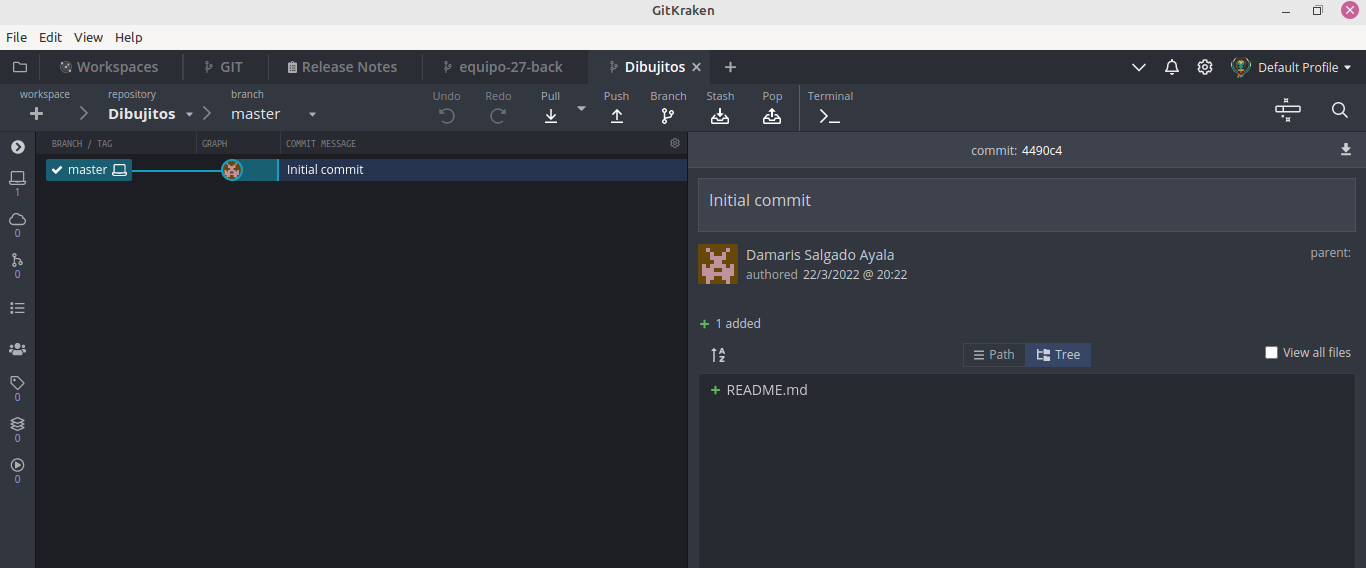 GitKraken
File Edit View Help
Workspaces GIT Release Notes equipo-27-back Dibujitos Default Profile
workspace repository branch Undo Redo Pull Push Branch Stash Pop Terminal
Dibujitos master
BRANCH / TAG GRAPH COMMIT MESSAGE
commit: 4490c4
master Initial commit
1
Initial commit
0
Damaris Salgado Ayala parent:
authored 22/3/2022 @ 20:22
0
1 added
A
Z
Path Tree View all files
README.md
0
0
0